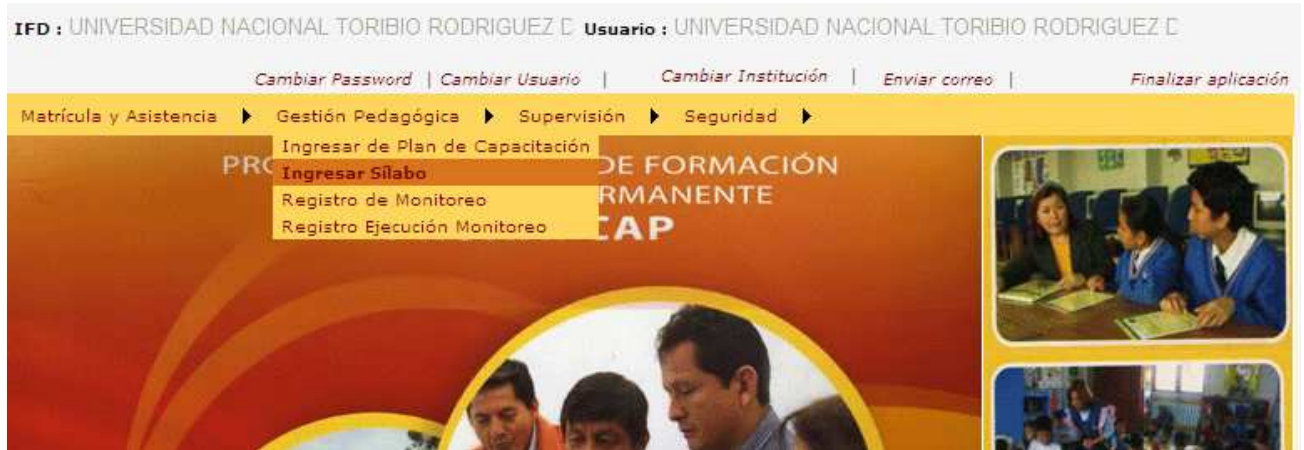 IFD : UNIVERSIDAD NACIONAL TORIBIO RODRIGUEZ D Usuario : UNIVERSIDAD NACIONAL TORIBIO RODRIGUEZ D
Cambiar Password | Cambiar Usuario | Cambiar Institución | Enviar correo | Finalizar aplicación
Matrícula y Asistencia Gestión Pedagógica Supervisión Seguridad
Ingresar de Plan de Capacitación
Ingresar Sílabo
Registro de Monitoreo
Registro Ejecución Monitoreo
DE FORMACIÓN